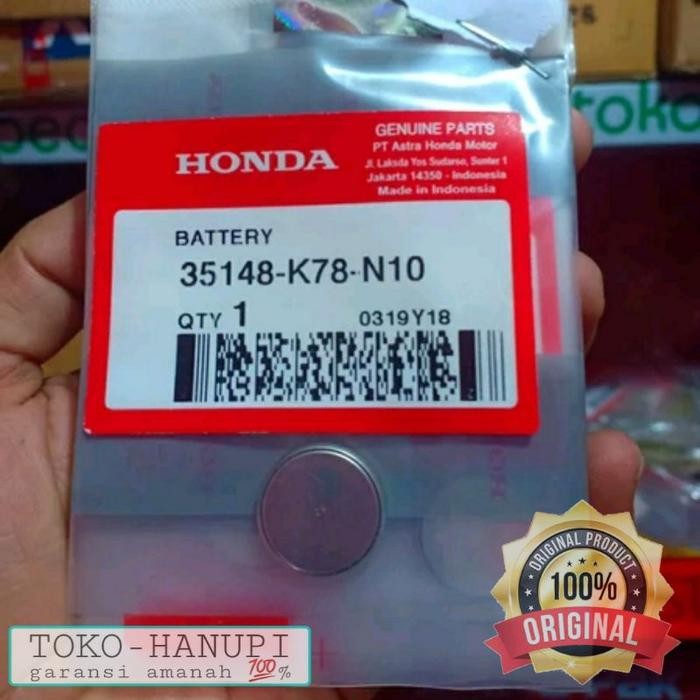 toko
GENUINE PARTS
PT Astra Honda Motor
HONDA
Jl. Laksda Yos Sudarso, Sunter 1
Jakarta 14350 - Indonesia
Made in Indonesia
BATTERY
35148-K78-N10
QTY 1 0319Y18
ORIGINAL PRODUCT
100%
ORIGINAL
TOKO-HANUPI
garansi amanah 💯%